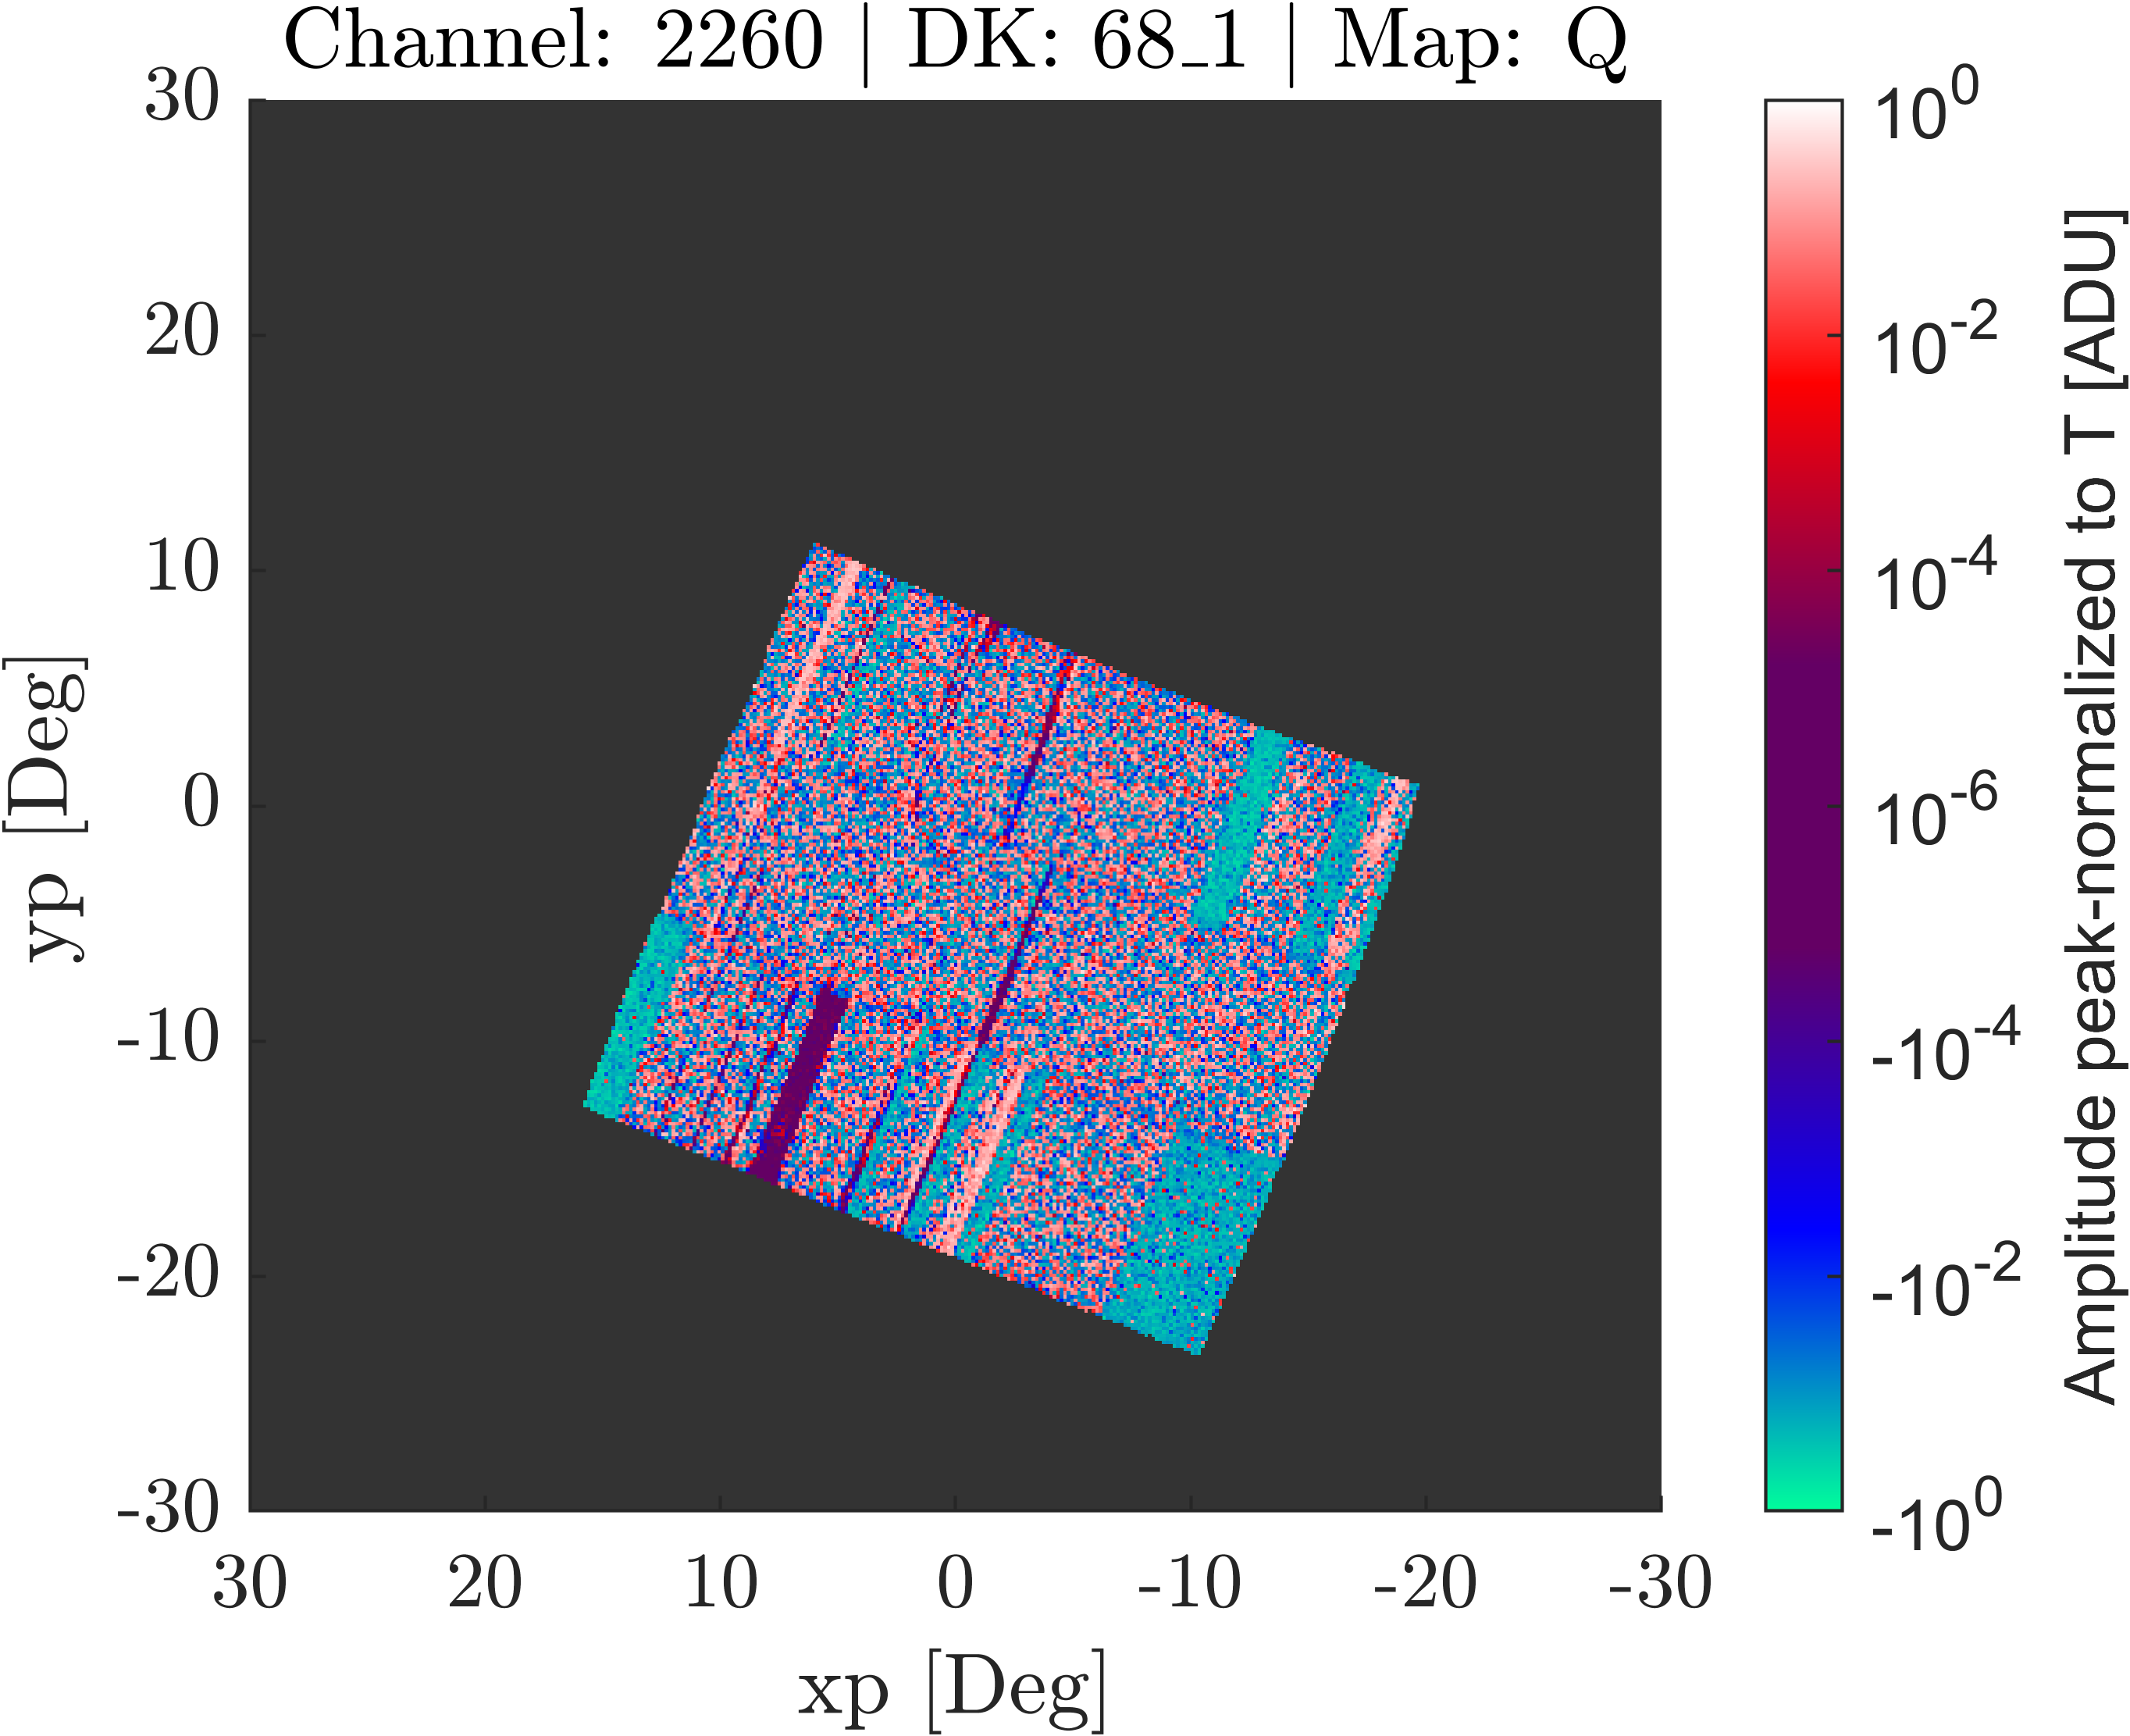 Channel: 2260 | DK: 68_1 | Map: Q
30
20
10
0
-10
-20
-30
yp [Deg]
30 20 10 0 -10 -20 -30
xp [Deg]
10^0
10^-2
10^-4
10^-6
-10^-4
-10^-2
-10^0
Amplitude peak-normalized to T [ADU]